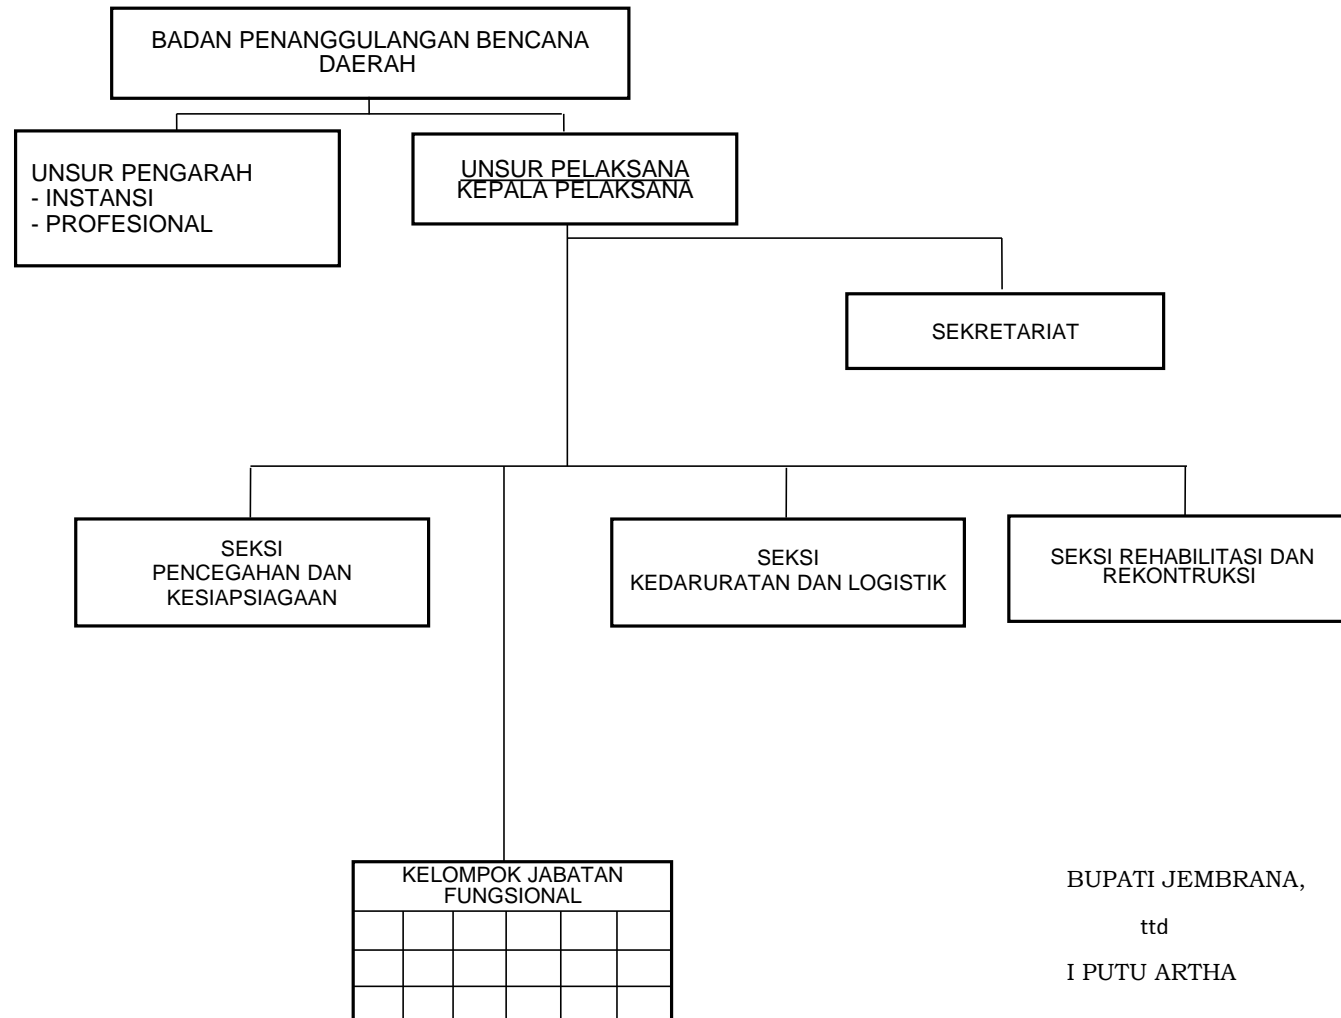 BADAN PENANGGULANGAN BENCANA
DAERAH
UNSUR PENGARAH
- INSTANSI
- PROFESIONAL
UNSUR PELAKSANA
KEPALA PELAKSANA
SEKRETARIAT
SEKSI
PENCEGAHAN DAN
KESIAPSIAGAAN
SEKSI
KEDARURATAN DAN LOGISTIK
SEKSI REHABILITASI DAN
REKONTRUKSI
KELOMPOK JABATAN
FUNGSIONAL
BUPATI JEMBRANA,
ttd
I PUTU ARTHA